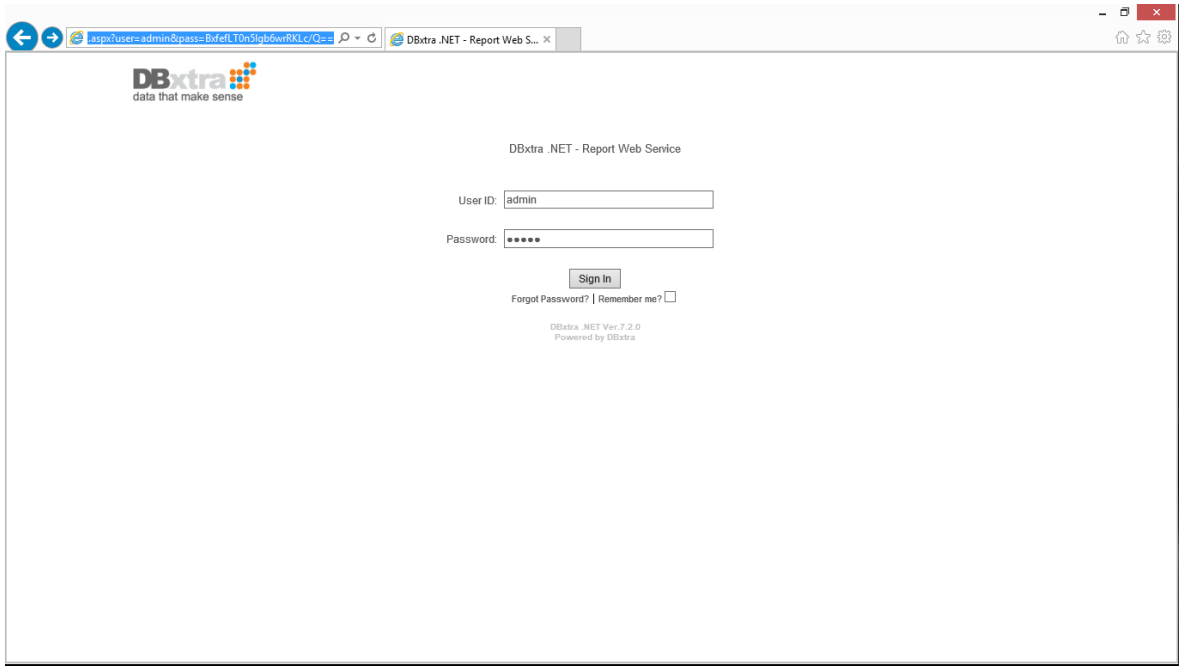 .aspx?user=admin&pass=BxfefLT0n5Igb6wrRKLc/Q==
DBxtra .NET - Report Web S...
DBxtra
data that make sense
DBxtra .NET - Report Web Service
User ID: admin
Password: •••••
Sign In
Forgot Password? | Remember me?
DBxtra .NET Ver.7.2.0
Powered by DBxtra